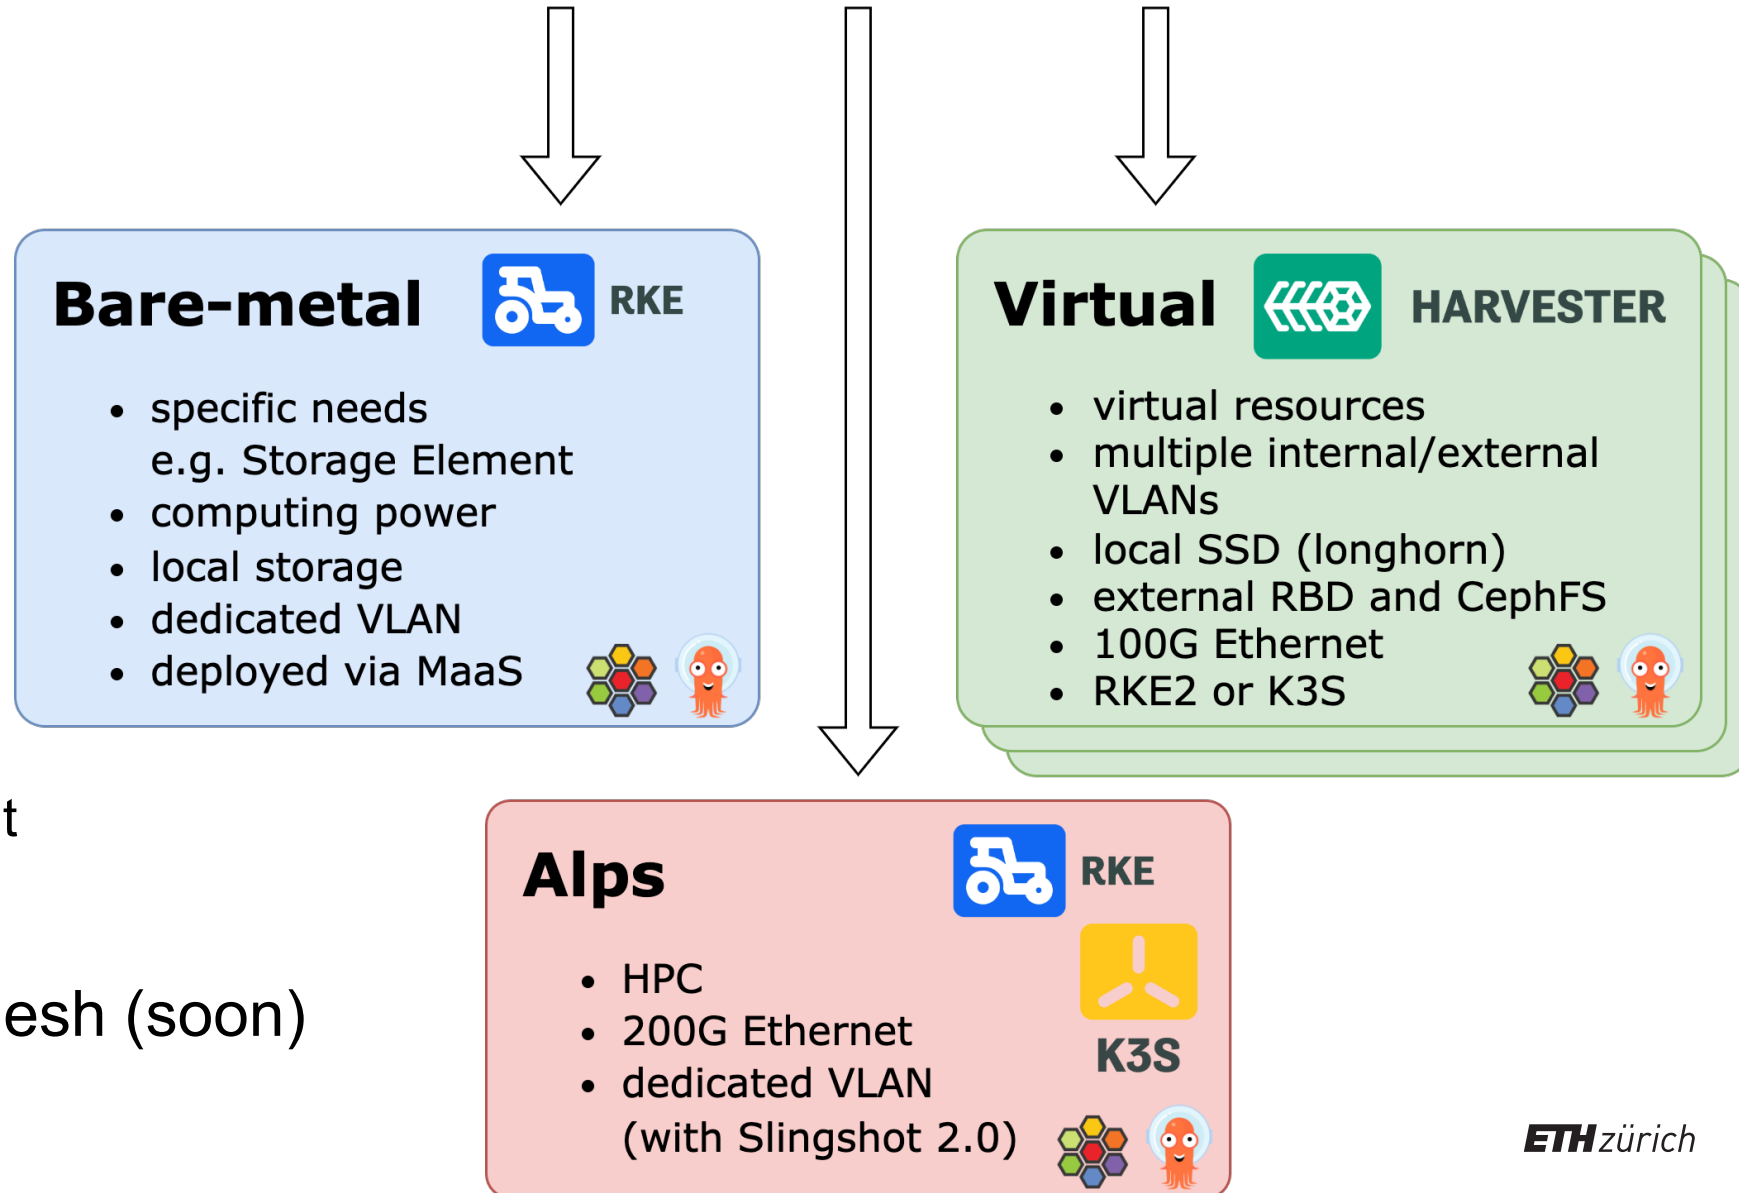 Bare-metal
RKE
• specific needs
e.g. Storage Element
• computing power
• local storage
• dedicated VLAN
• deployed via MaaS
Virtual
HARVESTER
• virtual resources
• multiple internal/external
VLANs
• local SSD (longhorn)
• external RBD and CephFS
• 100G Ethernet
• RKE2 or K3S
t
esh (soon)
Alps
RKE
K3S
• HPC
• 200G Ethernet
• dedicated VLAN
(with Slingshot 2.0)
ETH zürich